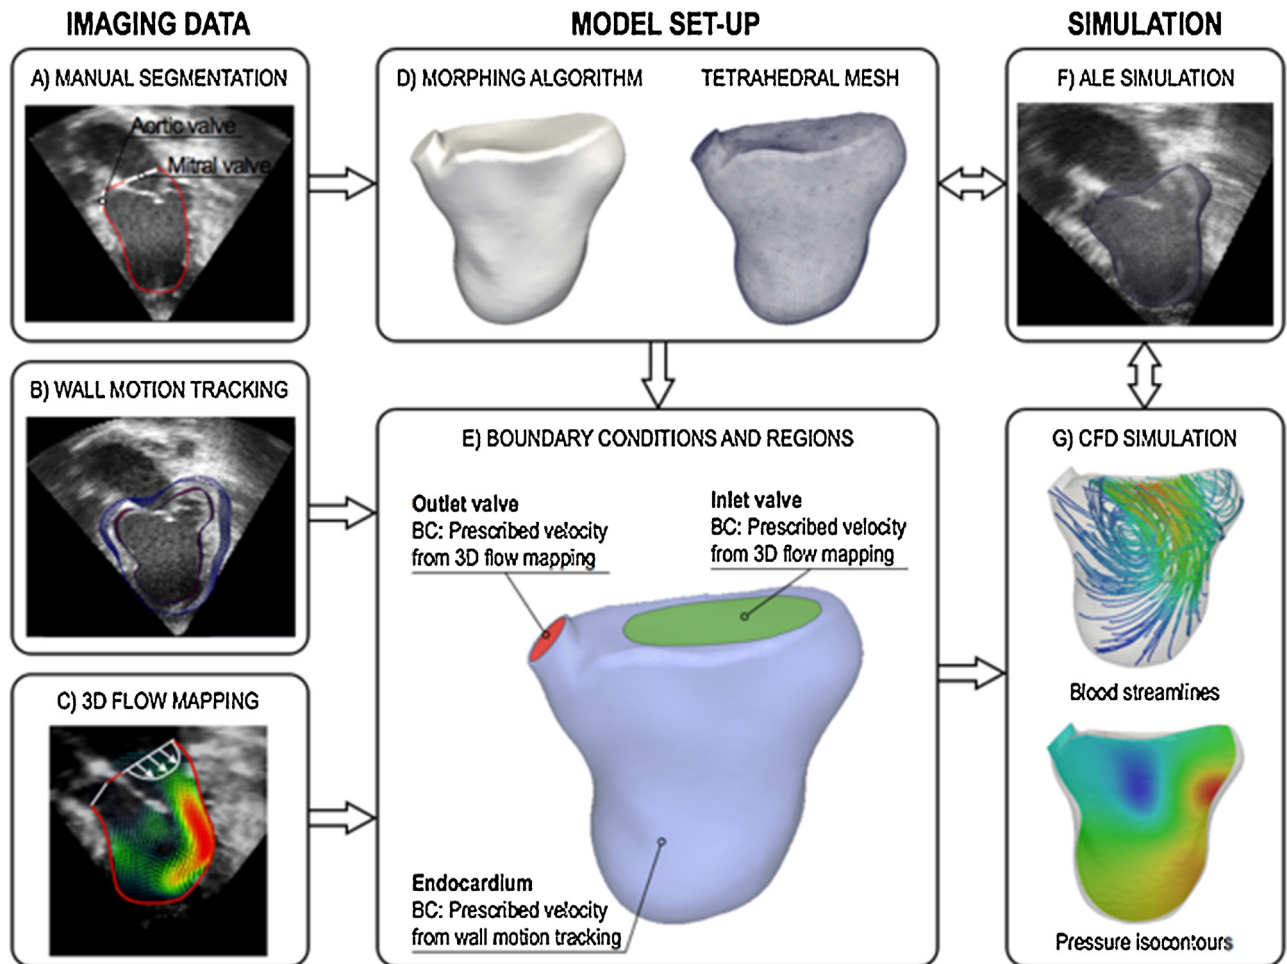 IMAGING DATA
MODEL SET-UP
SIMULATION
A) MANUAL SEGMENTATION
Aortic valve
Mitral valve
B) WALL MOTION TRACKING
C) 3D FLOW MAPPING
D) MORPHING ALGORITHM
TETRAHEDRAL MESH
E) BOUNDARY CONDITIONS AND REGIONS
Outlet valve
BC: Prescribed velocity
from 3D flow mapping
Inlet valve
BC: Prescribed velocity
from 3D flow mapping
Endocardium
BC: Prescribed velocity
from wall motion tracking
F) ALE SIMULATION
G) CFD SIMULATION
Blood streamlines
Pressure isocontours